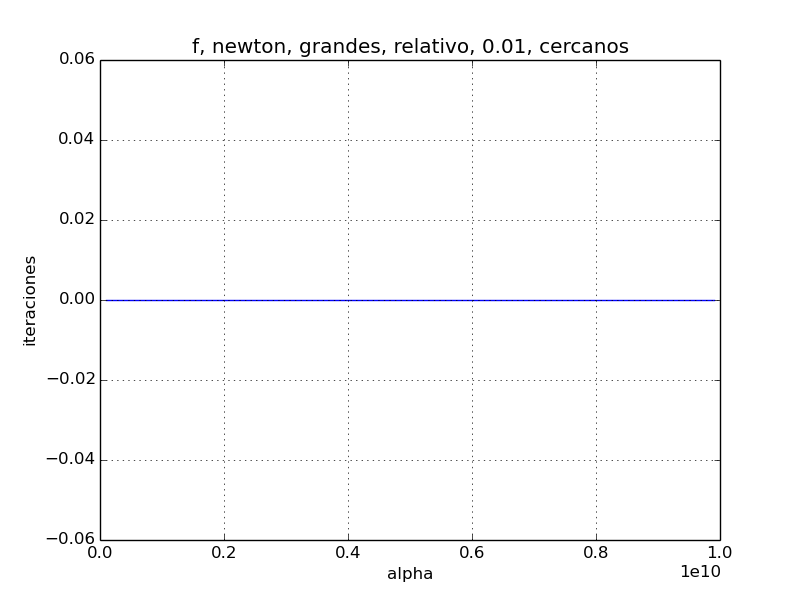 f, newton, grandes, relativo, 0.01, cercanos
0.06
0.04
0.02
0.00
−0.02
−0.04
−0.06
iteraciones
0.0 0.2 0.4 0.6 0.8 1.0
1e10
alpha